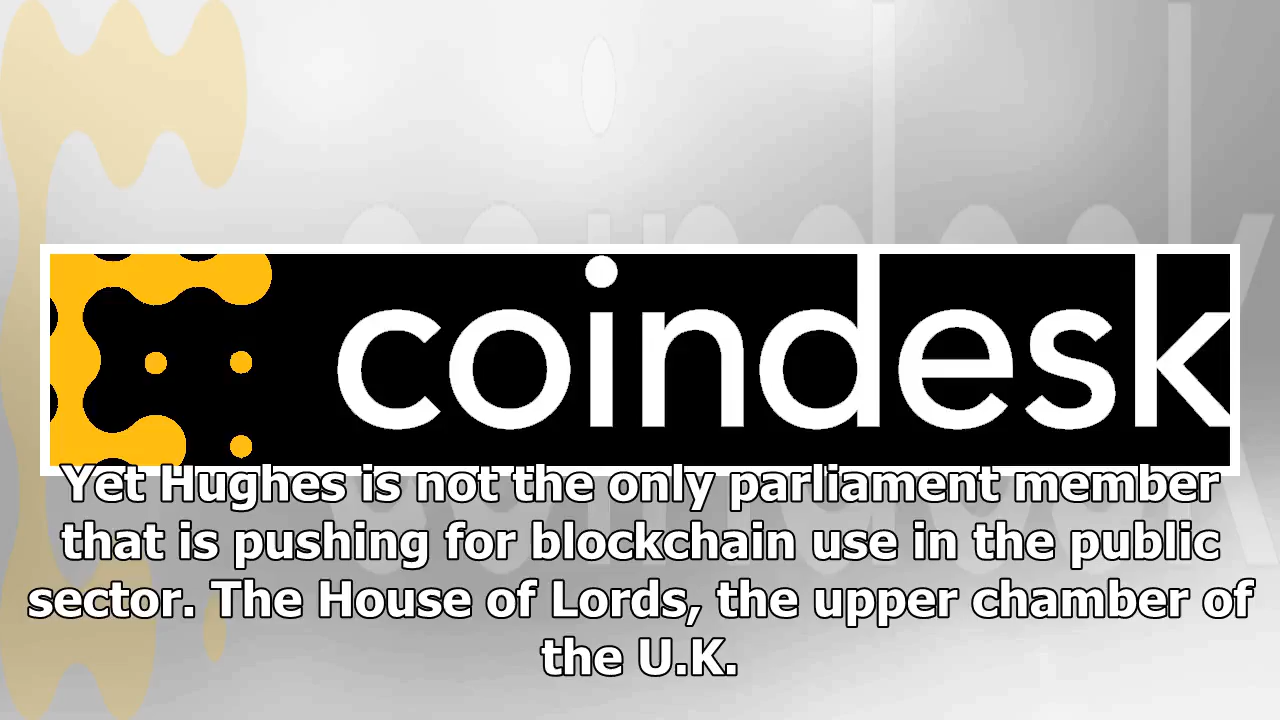 coindesk
Yet Hughes is not the only parliament member
that is pushing for blockchain use in the public
sector. The House of Lords, the upper chamber of
the U.K.